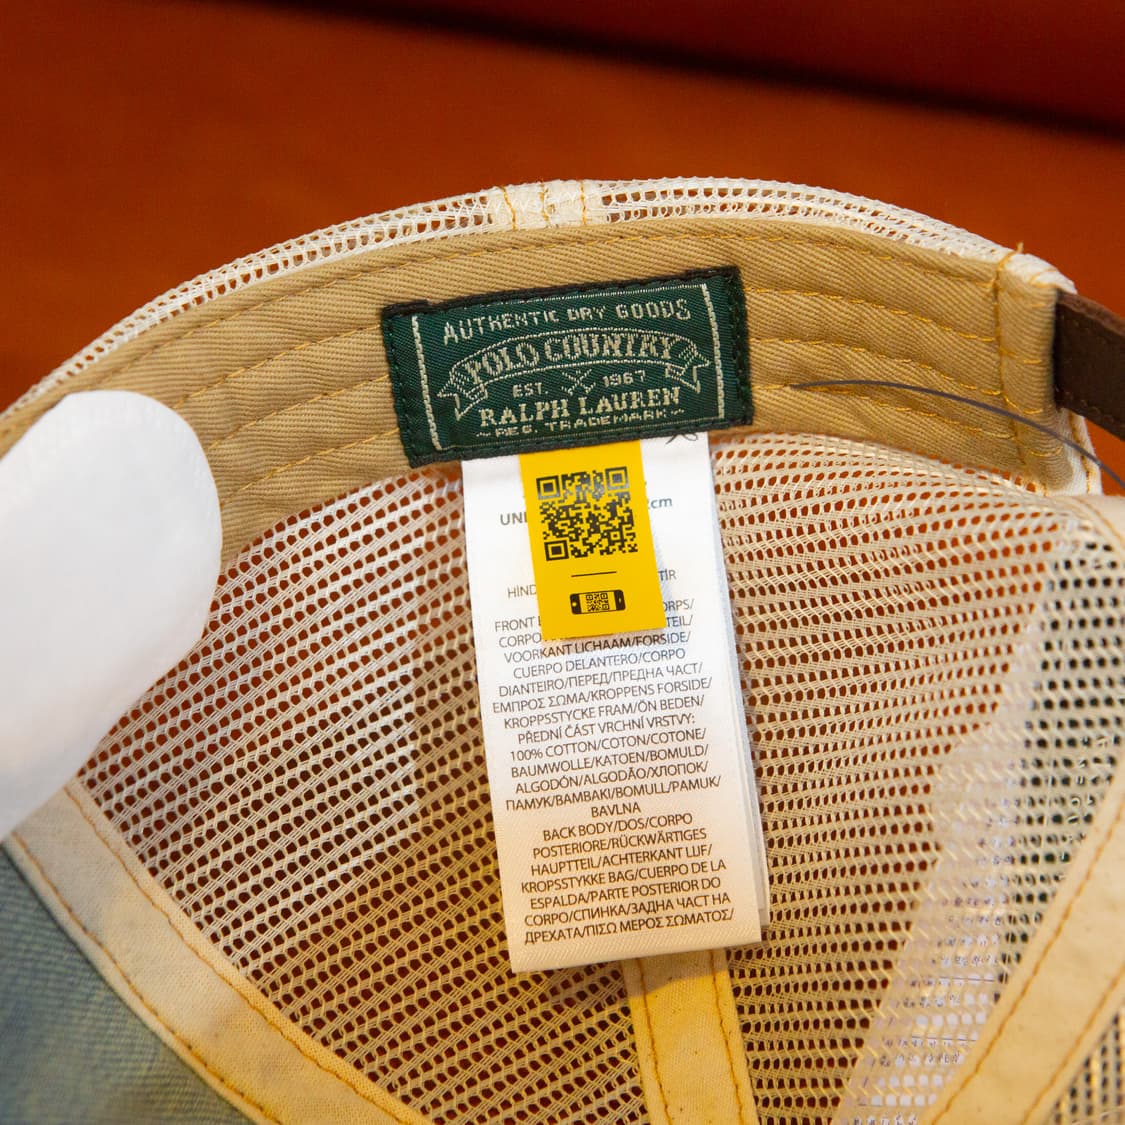 AUTHENTIC DRY GOODS
POLO COUNTRY
EST. 1967
RALPH LAUREN
REG. TRADEMARK
cm
FRONT
CORPO
VOORKANT LICHAAM/FORSIDE/
CUERPO DELANTERO/CORPO
DIANTEIRO/ПЕРЕД/ПРЕДНА ЧАСТ/
ΕΜΠΡΟΣ ΣΩΜΑ/KROPPENS FORSIDE/
KROPPSSTYCKE FRAM/ÖN BEDEN/
PŘEDNÍ ČÁST VRCHNÍ VRSTVY:
100% COTTON/COTON/COTONE/
BAUMWOLLE/KATOEN/BOMULD/
ALGODÓN/ALGODÃO/ХЛОПОК/
ПАМУК/ΒΑΜΒΑΚΙ/BOMULL/PAMUK/
BAVLNA
BACK BODY/DOS/CORPO
POSTERIORE/RÜCKWÄRTIGES
HAUPTTEIL/ACHTERKANT LIJF/
KROPSSTYKKE BAG/CUERPO DE LA
ESPALDA/PARTE POSTERIOR DO
CORPO/СПИНКА/ЗАДНА ЧАСТ НА
ДРЕХАТА/ΠΙΣΩ ΜΕΡΟΣ ΣΩΜΑΤΟΣ/